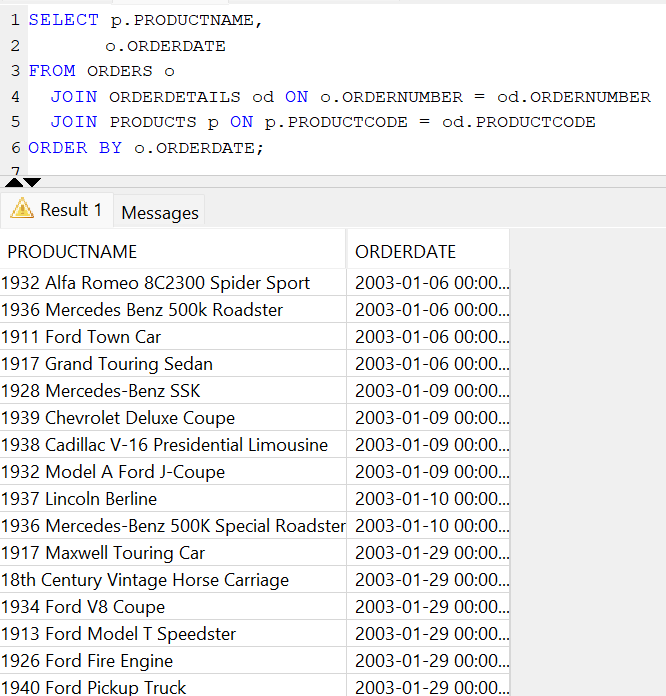 1 SELECT p.PRODUCTNAME,
2 o.ORDERDATE
3 FROM ORDERS o
4 JOIN ORDERDETAILS od ON o.ORDERNUMBER = od.ORDERNUMBER
5 JOIN PRODUCTS p ON p.PRODUCTCODE = od.PRODUCTCODE
6 ORDER BY o.ORDERDATE;
7
Result 1 Messages
PRODUCTNAME ORDERDATE
1932 Alfa Romeo 8C2300 Spider Sport 2003-01-06 00:00...
1936 Mercedes Benz 500k Roadster 2003-01-06 00:00...
1911 Ford Town Car 2003-01-06 00:00...
1917 Grand Touring Sedan 2003-01-06 00:00...
1928 Mercedes-Benz SSK 2003-01-09 00:00...
1939 Chevrolet Deluxe Coupe 2003-01-09 00:00...
1938 Cadillac V-16 Presidential Limousine 2003-01-09 00:00...
1932 Model A Ford J-Coupe 2003-01-09 00:00...
1937 Lincoln Berline 2003-01-10 00:00...
1936 Mercedes-Benz 500K Special Roadster 2003-01-10 00:00...
1917 Maxwell Touring Car 2003-01-29 00:00...
18th Century Vintage Horse Carriage 2003-01-29 00:00...
1934 Ford V8 Coupe 2003-01-29 00:00...
1913 Ford Model T Speedster 2003-01-29 00:00...
1926 Ford Fire Engine 2003-01-29 00:00...
1940 Ford Pickup Truck 2003-01-29 00:00...